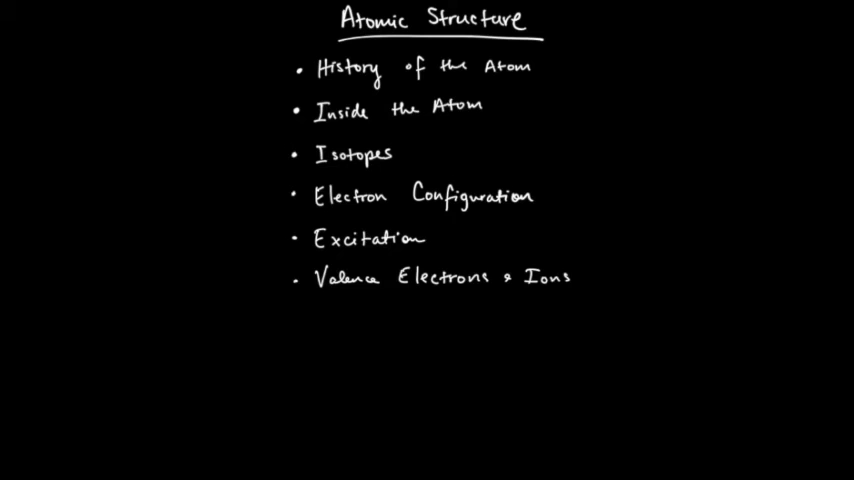 Atomic Structure
• History of the Atom
• Inside the Atom
• Isotopes
• Electron Configuration
• Excitation
• Valence Electrons & Ions